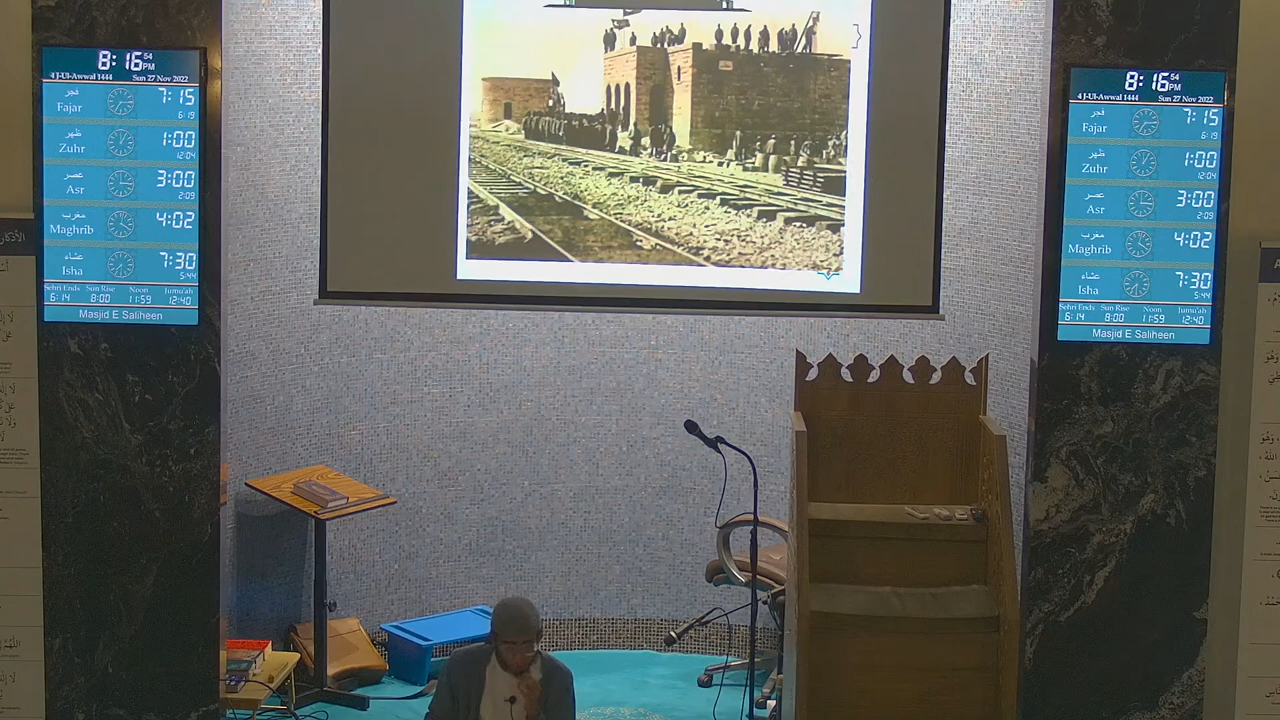 8:16 54 PM
4 J-Ul-Awwal 1444 Sun 27 Nov 2022
فجر
Fajar 7:15 6:19
ظهر
Zuhr 1:00 12:04
عصر
Asr 3:00 2:09
مغرب
Maghrib 4:02
عشاء
Isha 7:30 5:44
Sehri Ends Sun Rise Noon Jumu'ah
6:14 8:00 11:59 12:40
Masjid E Saliheen
8:16 54 PM
4 J-Ul-Awwal 1444 Sun 27 Nov 2022
فجر
Fajar 7:15 6:19
ظهر
Zuhr 1:00 12:04
عصر
Asr 3:00 2:09
مغرب
Maghrib 4:02
عشاء
Isha 7:30 5:44
Sehri Ends Sun Rise Noon Jumu'ah
6:14 8:00 11:59 12:40
Masjid E Saliheen